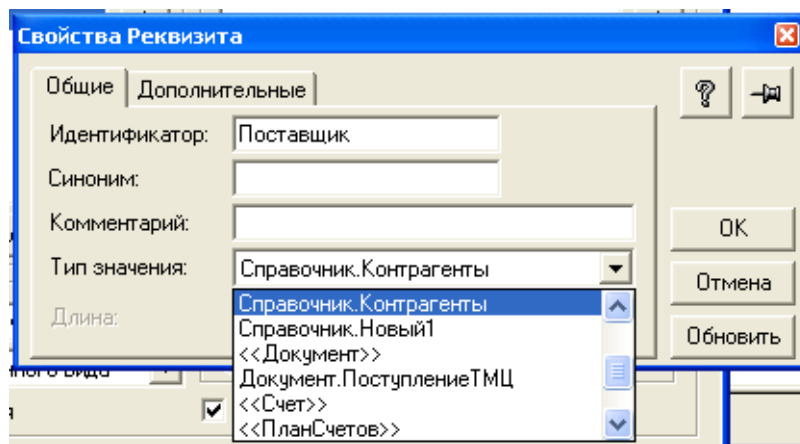 Свойства Реквизита
Общие
Дополнительные
Идентификатор:
Поставщик
Синоним:
Комментарий:
OK
Тип значения:
Справочник.Контрагенты
Отмена
Длина:
Справочник.Контрагенты
Справочник.Новый1
<<Документ>>
Обновить
Документ.ПоступлениеТМЦ
<<Счет>>
<<ПланСчетов>>